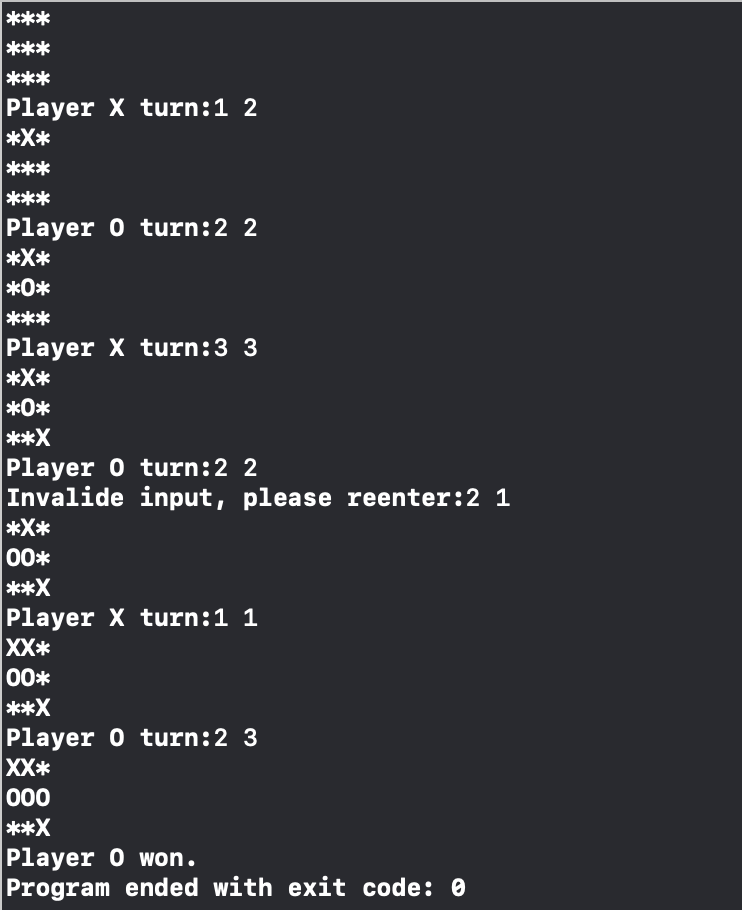 ***
***
***
Player X turn:1 2
*X*
***
***
Player O turn:2 2
*X*
*O*
***
Player X turn:3 3
*X*
*O*
**X
Player O turn:2 2
Invalide input, please reenter:2 1
*X*
OO*
**X
Player X turn:1 1
XX*
OO*
**X
Player O turn:2 3
XX*
OOO
**X
Player O won.
Program ended with exit code: 0